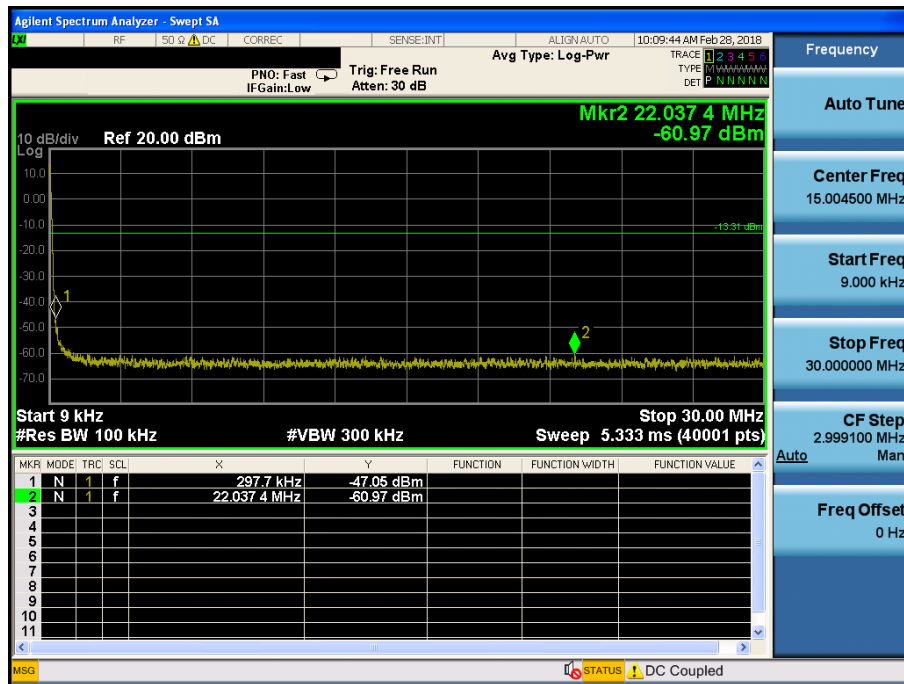 Agilent Spectrum Analyzer - Swept SA
LXI RF 50 Ω DC CORREC SENSE:INT ALIGN AUTO 10:09:44 AM Feb 28, 2018
Avg Type: Log-Pwr
TRACE 1 2 3 4 5 6
PNO: Fast Trig: Free Run
TYPE M W W W W W
IFGain:Low Atten: 30 dB
DET P N N N N N
Mkr2 22.037 4 MHz
-60.97 dBm
10 dB/div Ref 20.00 dBm
Log
10.0
0.00
-10.0
-13.31 dBm
-20.0
-30.0
1
-40.0
-50.0
2
-60.0
-70.0
Start 9 kHz Stop 30.00 MHz
#Res BW 100 kHz #VBW 300 kHz Sweep 5.333 ms (40001 pts)
MKR MODE TRC SCL X Y FUNCTION FUNCTION WIDTH FUNCTION VALUE
1 N 1 f 297.7 kHz -47.05 dBm
2 N 1 f 22.037 4 MHz -60.97 dBm
3
4
5
6
7
8
9
10
11
MSG STATUS DC Coupled
Frequency
Auto Tune
Center Freq
15.004500 MHz
Start Freq
9.000 kHz
Stop Freq
30.000000 MHz
CF Step
2.999100 MHz
Auto Man
Freq Offset
0 Hz